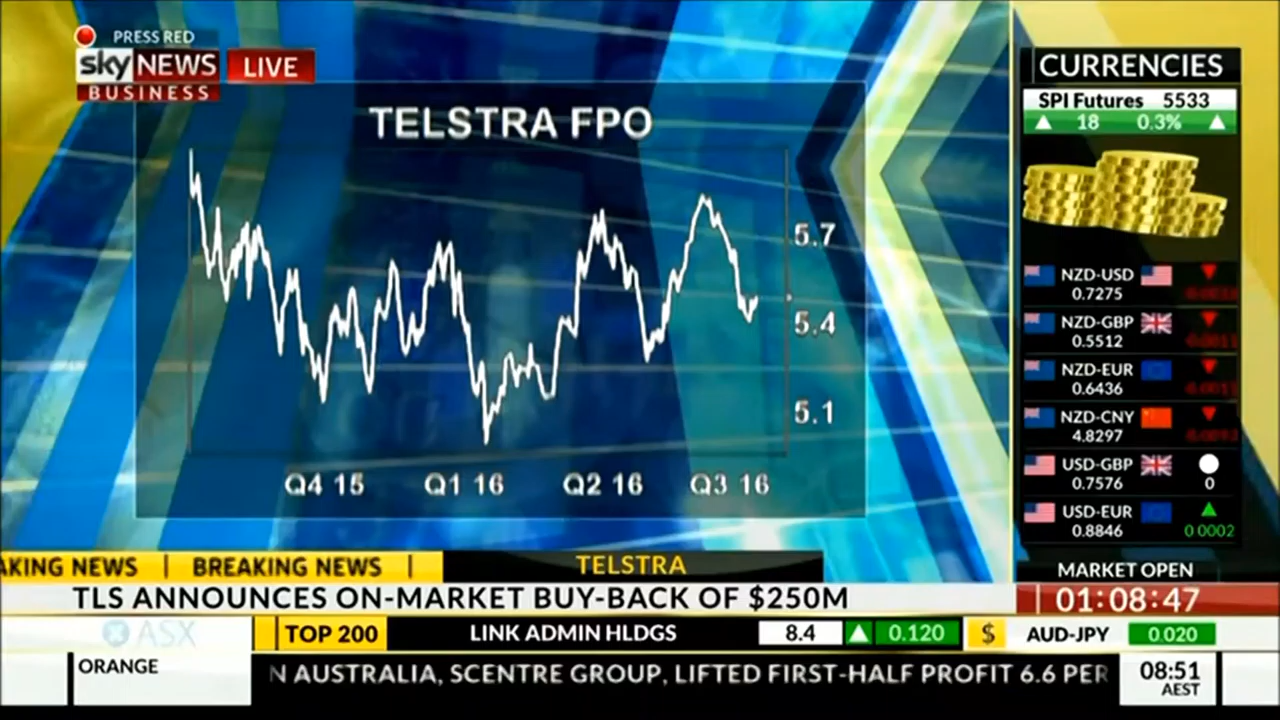 PRESS RED
sky NEWS LIVE
BUSINESS
TELSTRA FPO
5.7
5.4
5.1
Q4 15 Q1 16 Q2 16 Q3 16
CURRENCIES
SPI Futures 5533
18 0.3%
NZD-USD
0.7275
NZD-GBP
0.5512
NZD-EUR
0.6436
NZD-CNY
4.8297
USD-GBP
0.7576 0
USD-EUR
0.8846 0.0002
MARKET OPEN
01:08:47
AKING NEWS | BREAKING NEWS |
TELSTRA
TLS ANNOUNCES ON-MARKET BUY-BACK OF $250M
ASX TOP 200 LINK ADMIN HLDGS 8.4 0.120 $ AUD-JPY 0.020
ORANGE
N AUSTRALIA, SCENTRE GROUP, LIFTED FIRST-HALF PROFIT 6.6 PER
08:51
AEST